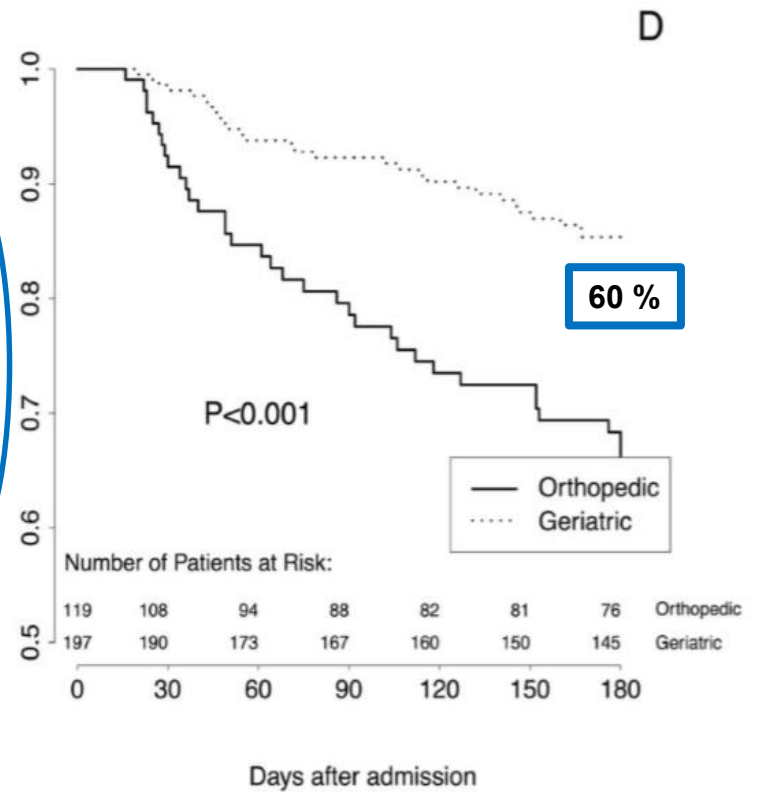 D
1.0
0.9
0.8
60 %
0.7
P<0.001
Orthopedic
Geriatric
0.6
Number of Patients at Risk:
119 108 94 88 82 81 76 Orthopedic
197 190 173 167 160 150 145 Geriatric
0.5
0 30 60 90 120 150 180
Days after admission